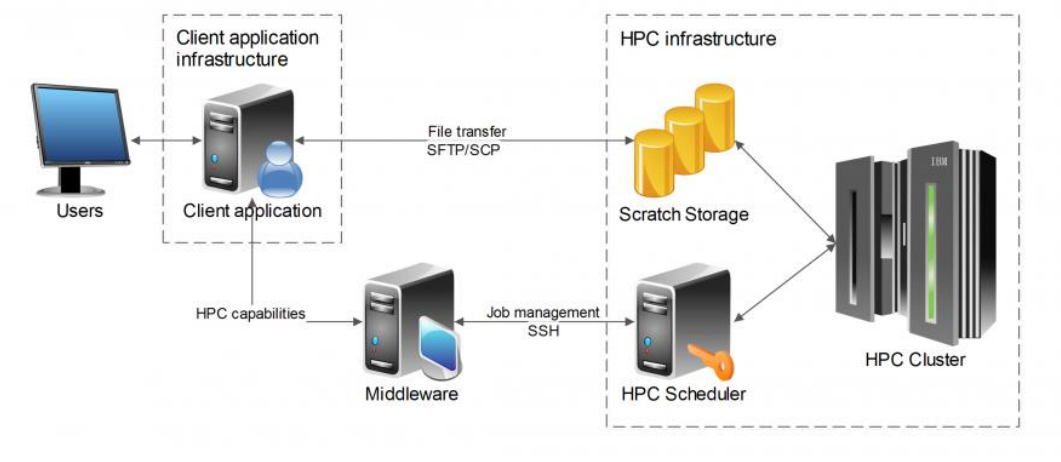 Client application
infrastructure
HPC infrastructure
File transfer
SFTP/SCP
IBM
Users
Client application
Scratch Storage
HPC capabilities
Job management
SSH
HPC Cluster
Middleware
HPC Scheduler